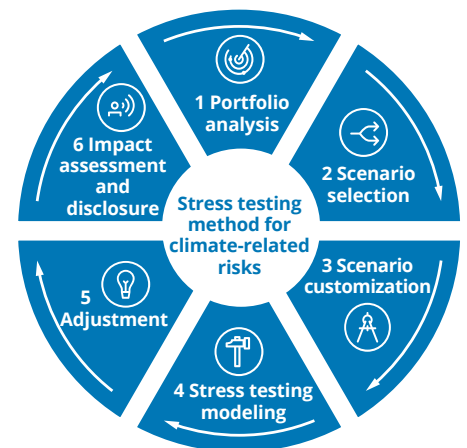 1 Portfolio
analysis
2 Scenario
selection
3 Scenario
customization
4 Stress testing
modeling
5
Adjustment
6 Impact
assessment
and
disclosure
Stress testing
method for
climate-related
risks